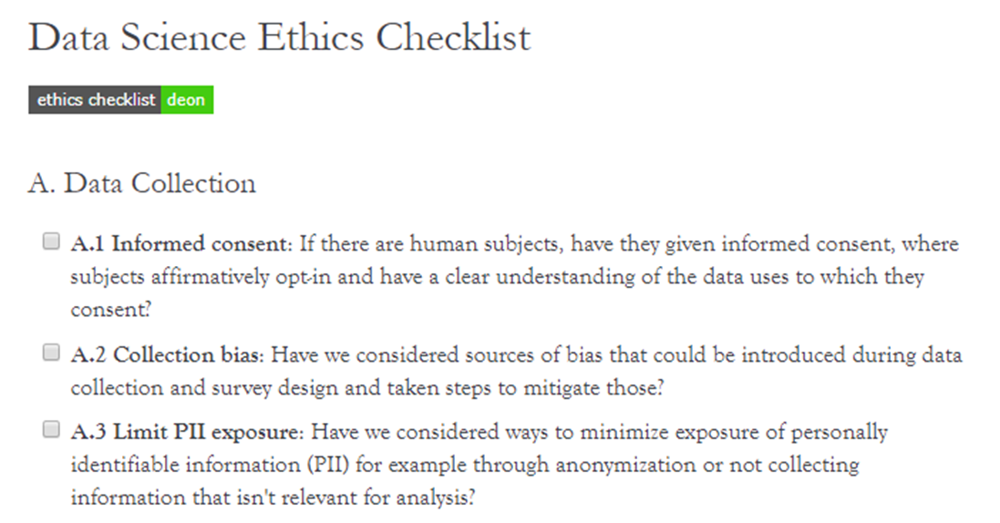 Data Science Ethics Checklist
ethics checklist deon
A. Data Collection
A.1 Informed consent: If there are human subjects, have they given informed consent, where
subjects affirmatively opt-in and have a clear understanding of the data uses to which they
consent?
A.2 Collection bias: Have we considered sources of bias that could be introduced during data
collection and survey design and taken steps to mitigate those?
A.3 Limit PII exposure: Have we considered ways to minimize exposure of personally
identifiable information (PII) for example through anonymization or not collecting
information that isn't relevant for analysis?